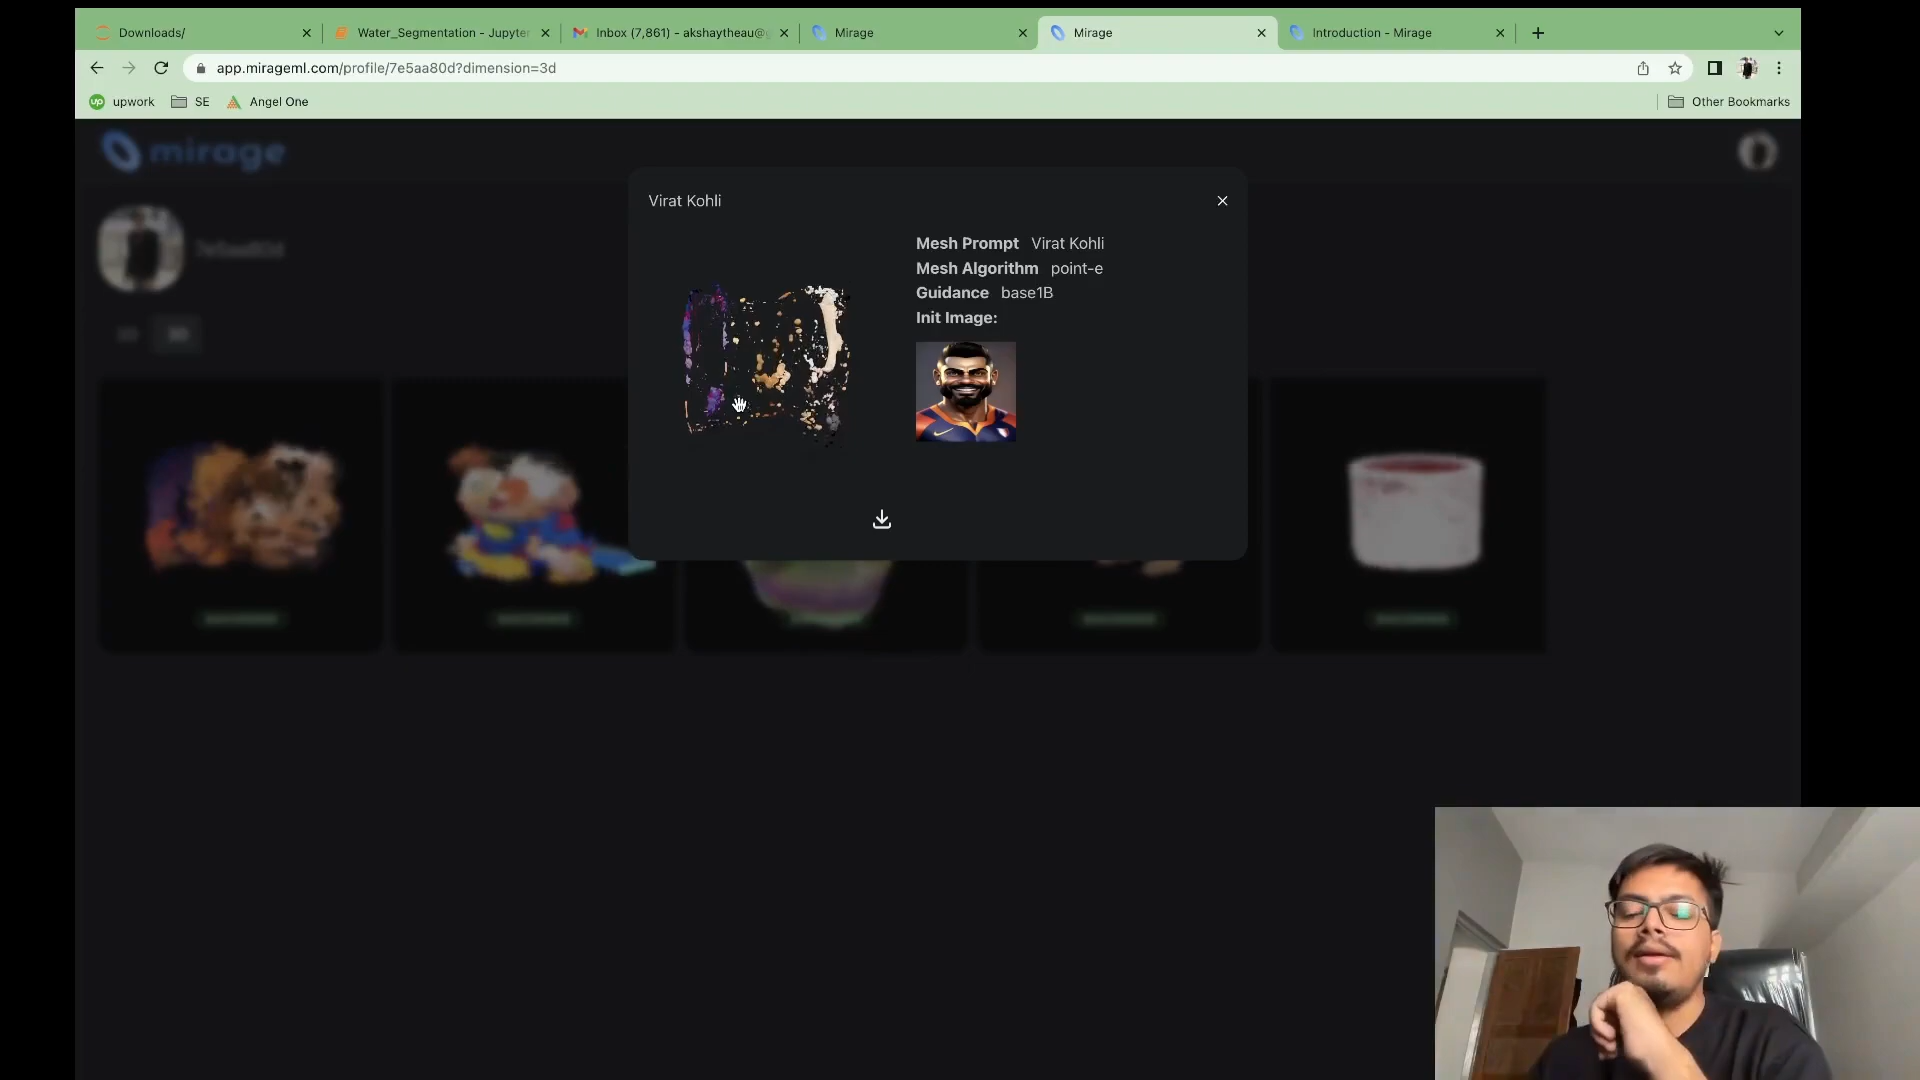 Downloads/
Water_Segmentation - Jupyter
Inbox (7,861) - akshaytheau@g
Mirage
Mirage
Introduction - Mirage
app.mirageml.com/profile/7e5aa80d?dimension=3d
up upwork
SE
Angel One
Other Bookmarks
mirage
7e5aa80d
Virat Kohli
Mesh Prompt Virat Kohli
Mesh Algorithm point-e
Guidance base1B
Init Image: